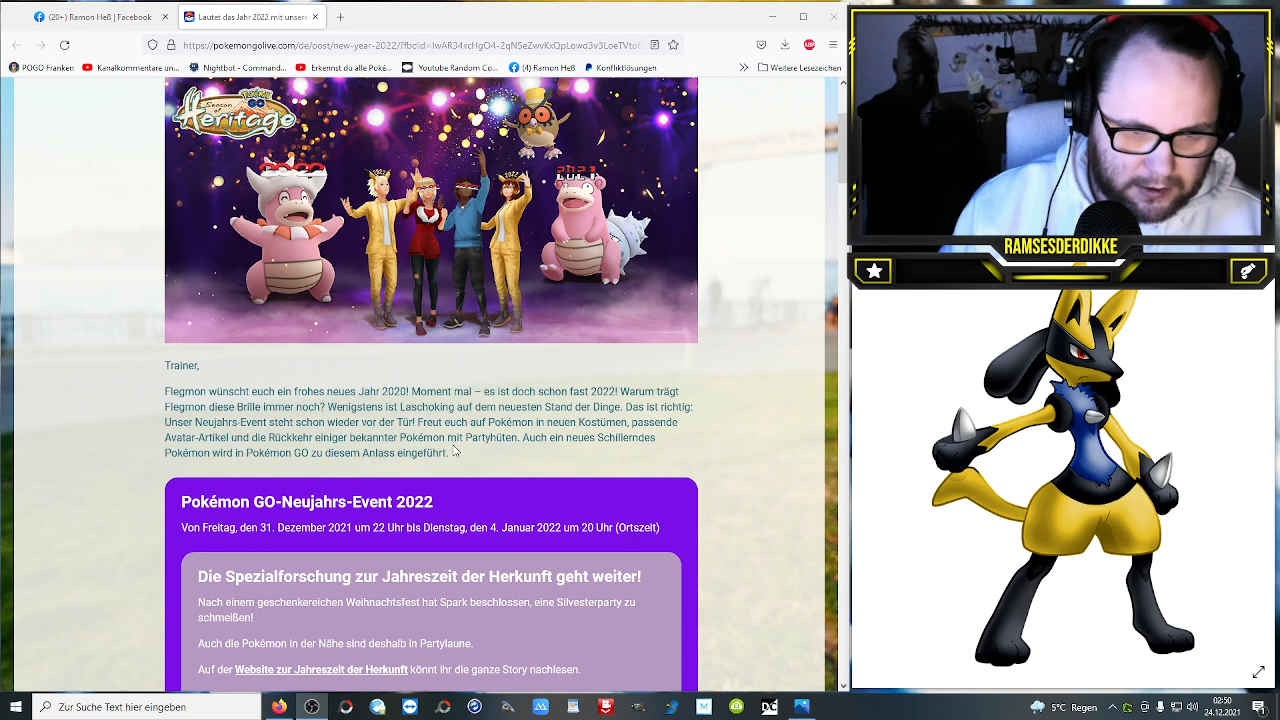 (20+) Ramon Heß | Facebook
Lautet das Jahr
https://pokemongolive.com/de/post/new-year-2022/?fbclid=IwAR34xcHgO4-2qN5
POGO Franken
Serialkomponente un...
Nightbot - Command...
Erkennst du alle Poké...
Youtube Random Co...
(4) Ramon Heß
Konfliktlösungen
Weitere Lesezeichen
Season of
Pokémon GO
Heritage
Trainer,
Flegmon wünscht euch ein frohes neues Jahr 2020! Moment mal – es ist doch schon fast 2022! Warum trägt
Flegmon diese Brille immer noch? Wenigstens ist Laschoking auf dem neuesten Stand der Dinge. Das ist richtig:
Unser Neujahrs-Event steht schon wieder vor der Tür! Freut euch auf Pokémon in neuen Kostümen, passende
Avatar-Artikel und die Rückkehr einiger bekannter Pokémon mit Partyhüten. Auch ein neues Schillerndes
Pokémon wird in Pokémon GO zu diesem Anlass eingeführt.
Pokémon GO-Neujahrs-Event 2022
Von Freitag, den 31. Dezember 2021 um 22 Uhr bis Dienstag, den 4. Januar 2022 um 20 Uhr (Ortszeit)
Die Spezialforschung zur Jahreszeit der Herkunft geht weiter!
Nach einem geschenkereichen Weihnachtsfest hat Spark beschlossen, eine Silvesterparty zu
schmeißen!
Auch die Pokémon in der Nähe sind deshalb in Partylaune.
Auf der Website zur Jahreszeit der Herkunft könnt ihr die ganze Story nachlesen.
RAMSESDERDIKKE
Zur Suche Text hier eingeben
5°C Regen
02:50
24.12.2021